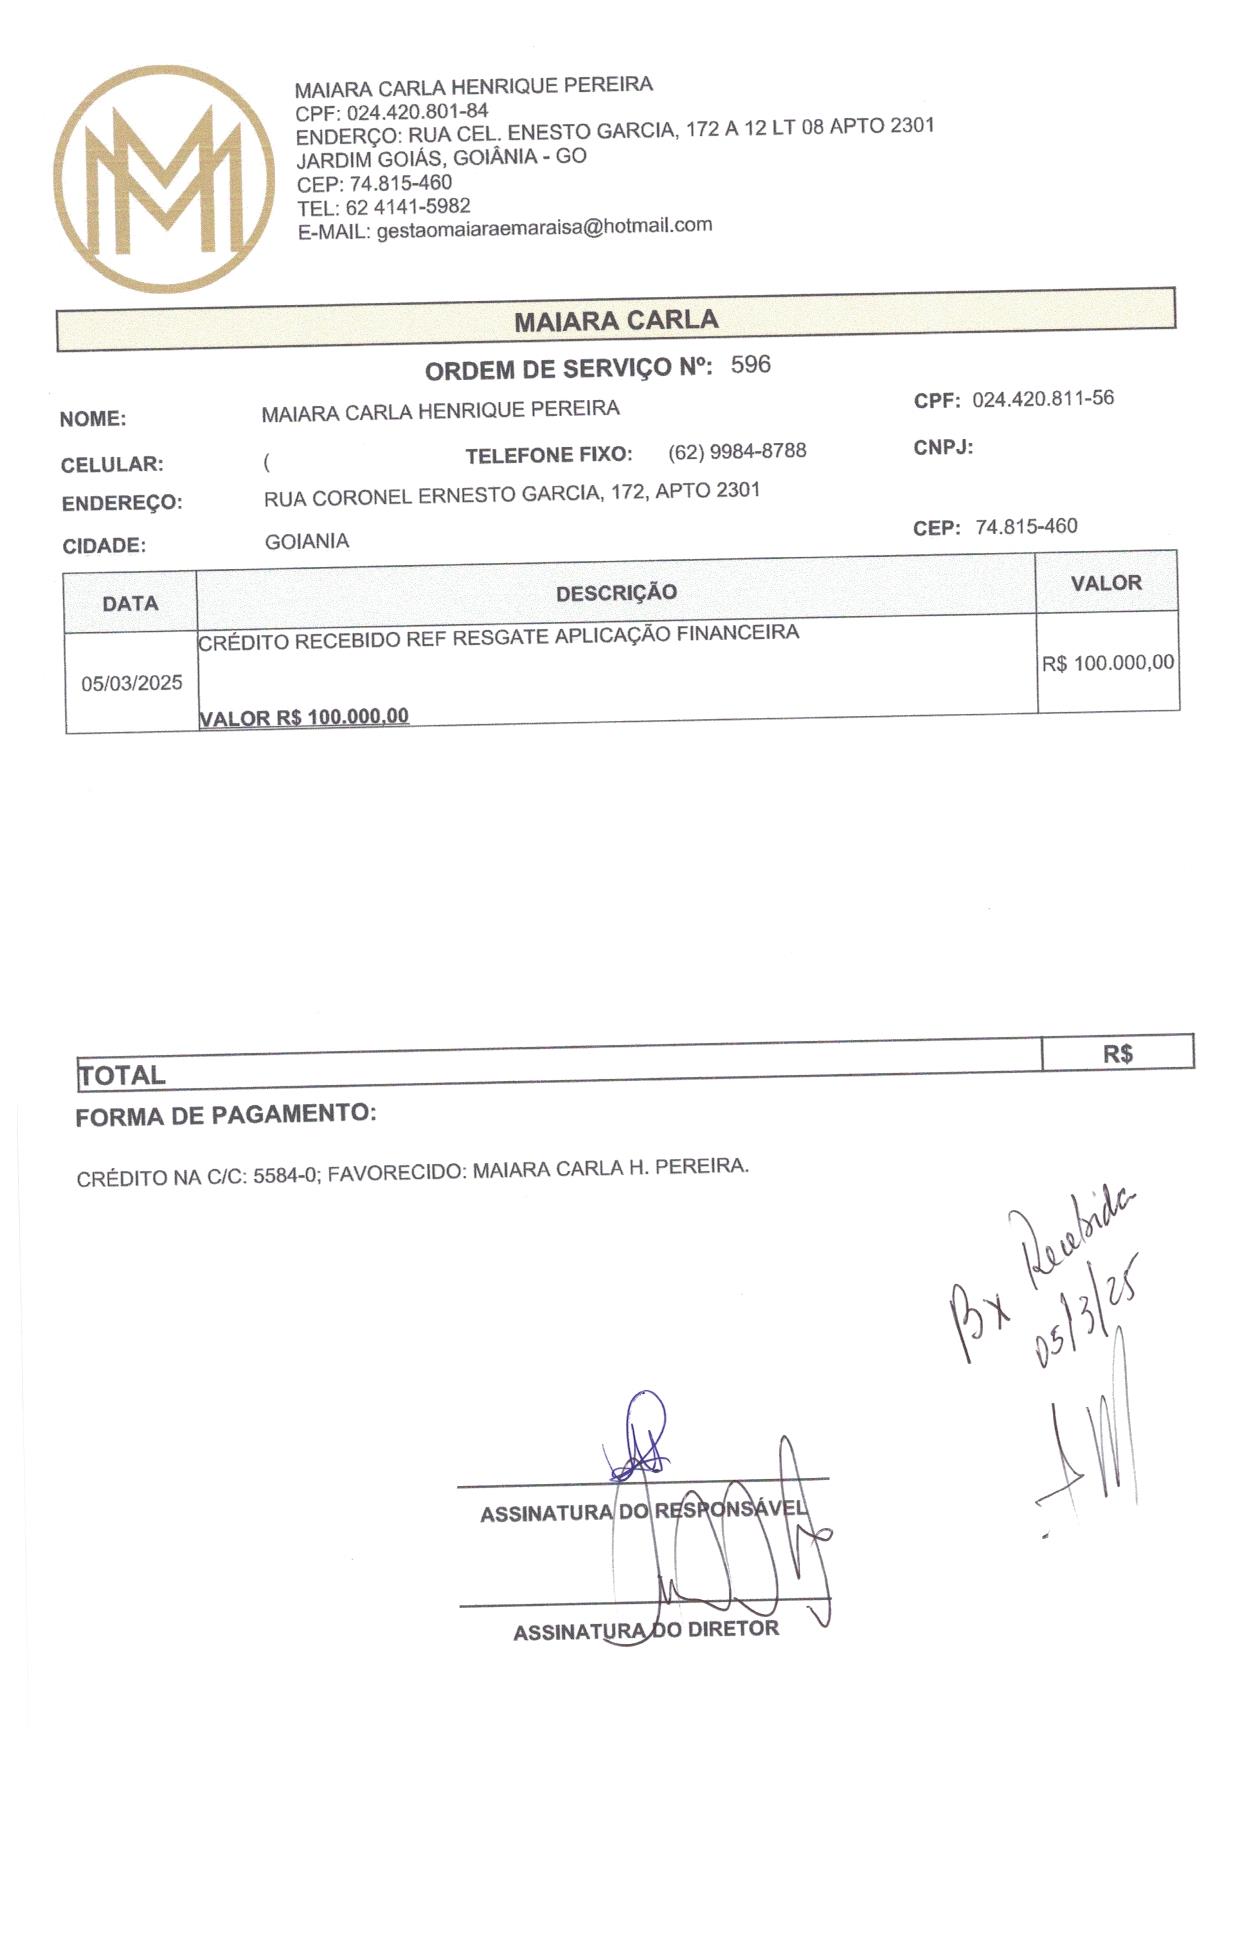 MAIARA CARLA HENRIQUE PEREIRA
CPF: 024.420.801-84
ENDERÇO: RUA CEL. ENESTO GARCIA, 172 A 12 LT 08 APTO 2301
JARDIM GOIÁS, GOIÂNIA - GO
CEP: 74.815-460
TEL: 62 4141-5982
E-MAIL: gestaomaiaraemaraisa@hotmail.com
MAIARA CARLA
ORDEM DE SERVIÇO Nº: 596
NOME: MAIARA CARLA HENRIQUE PEREIRA CPF: 024.420.811-56
CELULAR: ( TELEFONE FIXO: (62) 9984-8788 CNPJ:
ENDEREÇO: RUA CORONEL ERNESTO GARCIA, 172, APTO 2301
CIDADE: GOIANIA CEP: 74.815-460
DATA DESCRIÇÃO VALOR
CRÉDITO RECEBIDO REF RESGATE APLICAÇÃO FINANCEIRA
05/03/2025 R$ 100.000,00
VALOR R$ 100.000,00
TOTAL R$
FORMA DE PAGAMENTO:
CRÉDITO NA C/C: 5584-0; FAVORECIDO: MAIARA CARLA H. PEREIRA.
Bx Recebida
05/3/25
ASSINATURA DO RESPONSÁVEL
ASSINATURA DO DIRETOR